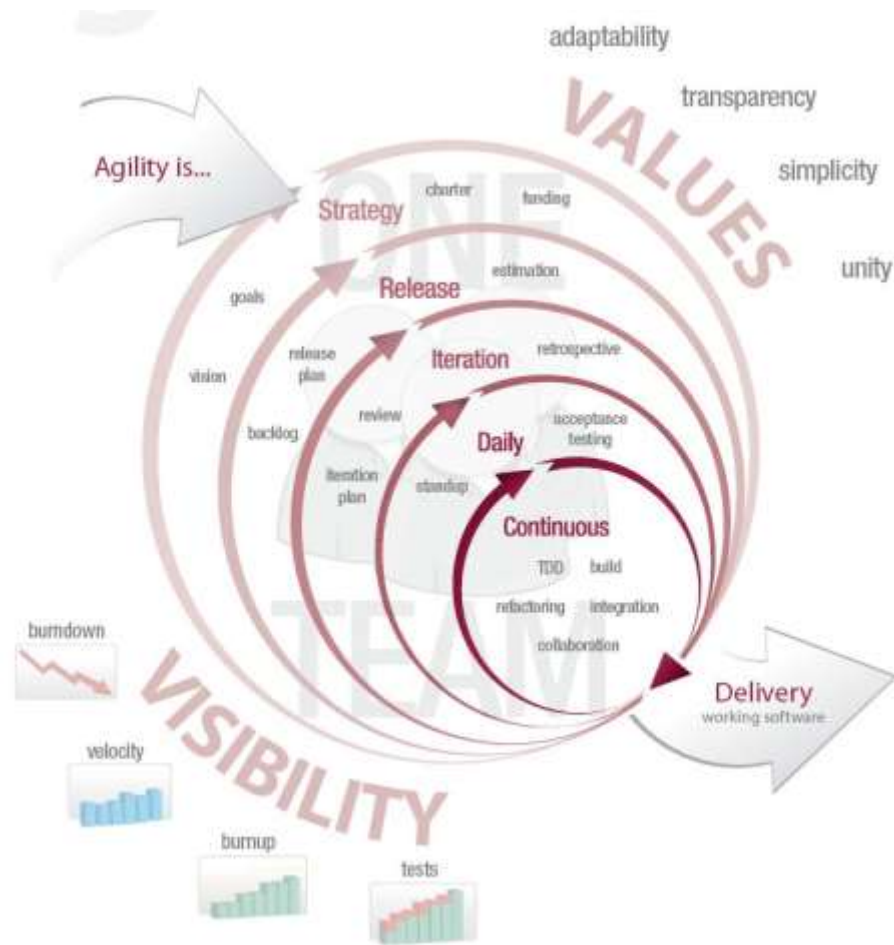 adaptability
transparency
simplicity
unity
VALUES
Agility is...
ONE
TEAM
Strategy
charter
funding
goals
vision
Release
estimation
release
plan
backlog
Iteration
retrospective
review
Iteration
plan
Daily
acceptance
testing
standup
Continuous
TDD
build
refactoring
integration
collaboration
Delivery
working software
VISIBILITY
burndown
velocity
burnup
tests